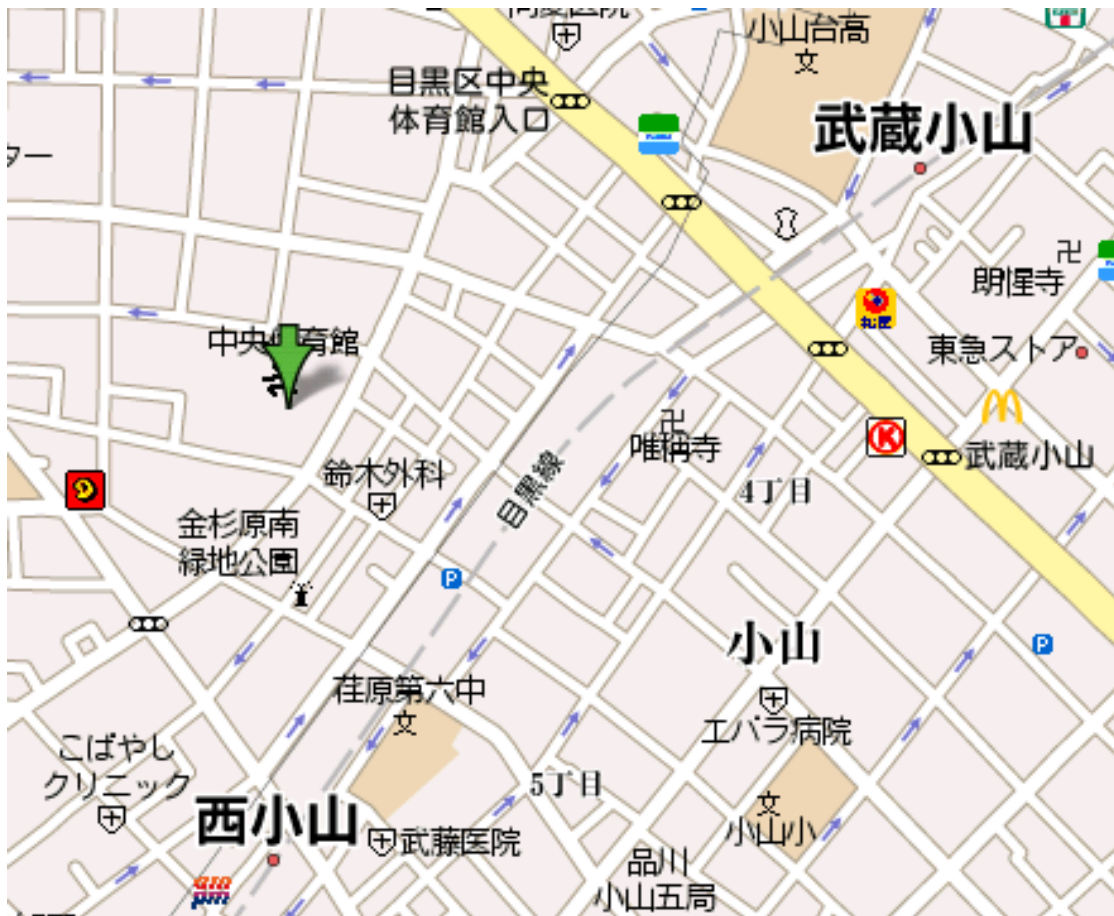 小山台高
目黒区中央
体育館入口
武蔵小山
ター
朗惺寺
中央体育館
東急ストア
唯称寺
武蔵小山
鈴木外科
目黒線
4丁目
金杉原南
緑地公園
P
K
小山
P
荏原第六中
エバラ病院
こばやし
クリニック
5丁目
西小山
小山小
武藤医院
品川
小山五局